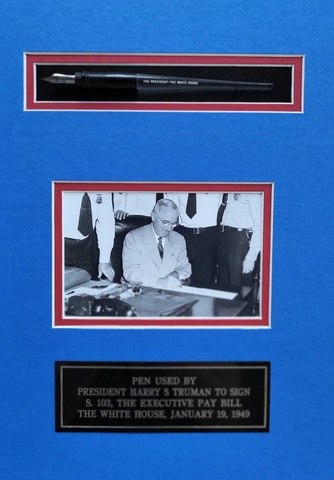 THE PRESIDENT-THE WHITE HOUSE
PEN USED BY
PRESIDENT HARRY S TRUMAN TO SIGN
S. 103, THE EXECUTIVE PAY BILL
THE WHITE HOUSE, JANUARY 19, 1949